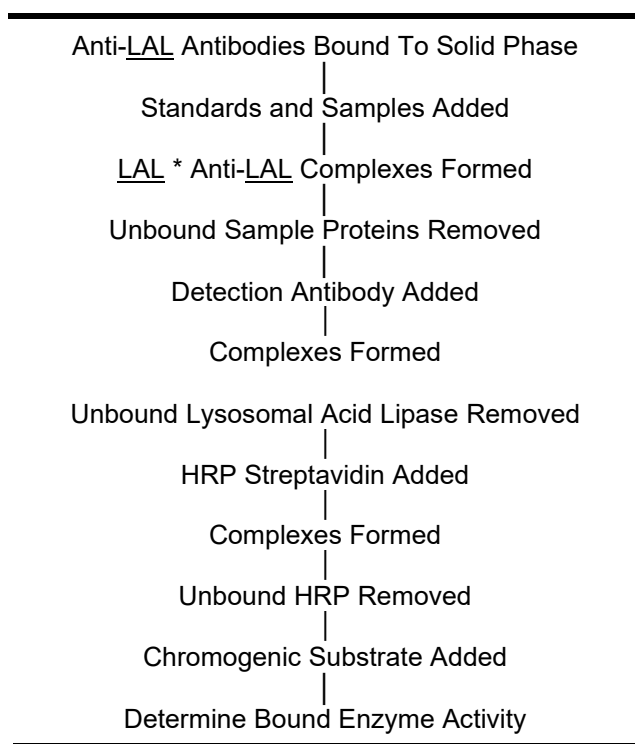 Anti-LAL Antibodies Bound To Solid Phase
Standards and Samples Added
LAL * Anti-LAL Complexes Formed
Unbound Sample Proteins Removed
Detection Antibody Added
Complexes Formed
Unbound Lysosomal Acid Lipase Removed
HRP Streptavidin Added
Complexes Formed
Unbound HRP Removed
Chromogenic Substrate Added
Determine Bound Enzyme Activity